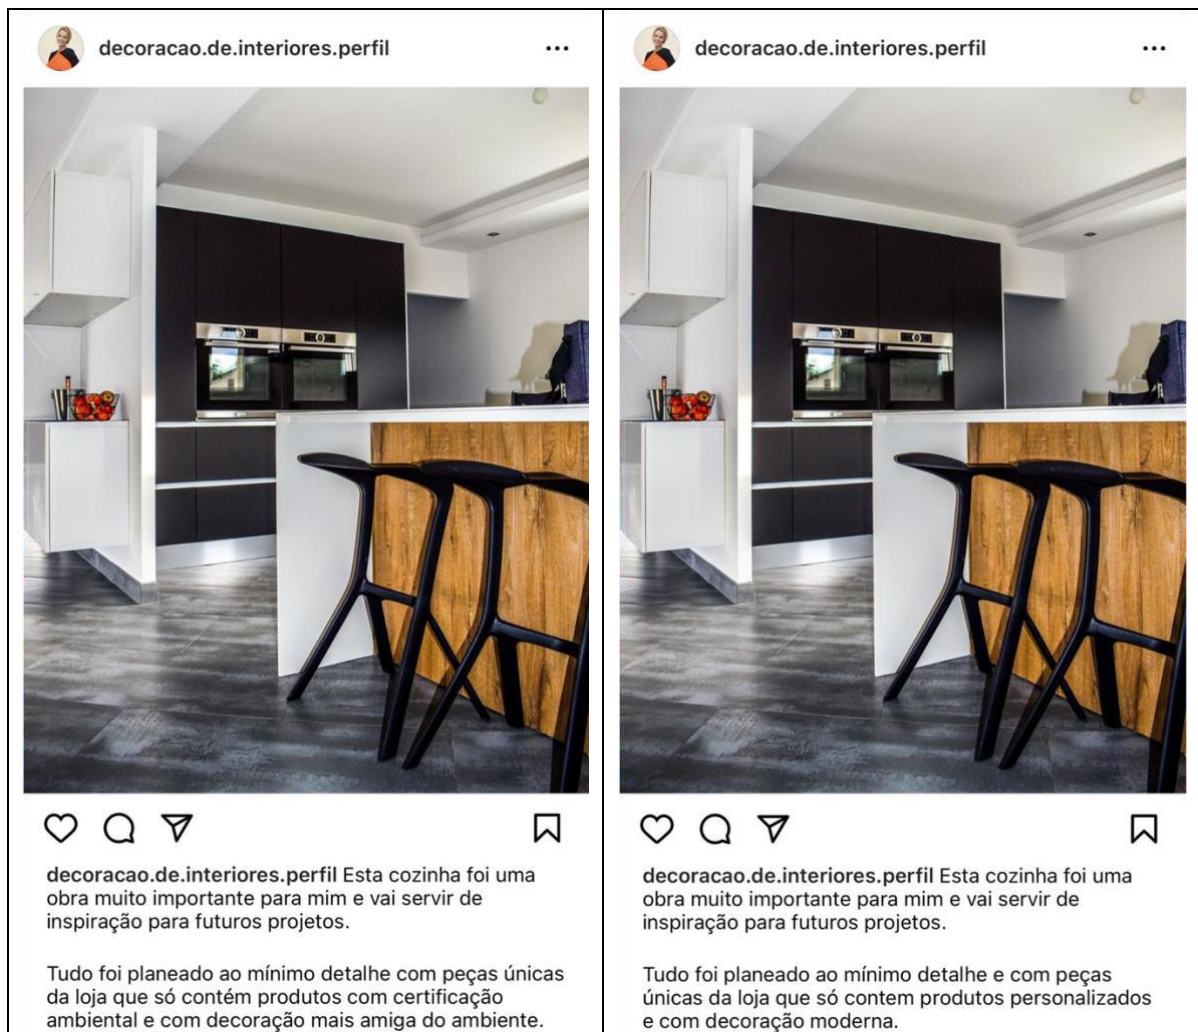 decoracao.de.interiores.perfil
decoracao.de.interiores.perfil Esta cozinha foi uma
obra muito importante para mim e vai servir de
inspiração para futuros projetos.
Tudo foi planeado ao mínimo detalhe com peças únicas
da loja que só contém produtos com certificação
ambiental e com decoração mais amiga do ambiente.
decoracao.de.interiores.perfil
decoracao.de.interiores.perfil Esta cozinha foi uma
obra muito importante para mim e vai servir de
inspiração para futuros projetos.
Tudo foi planeado ao mínimo detalhe e com peças
únicas da loja que só contem produtos personalizados
e com decoração moderna.